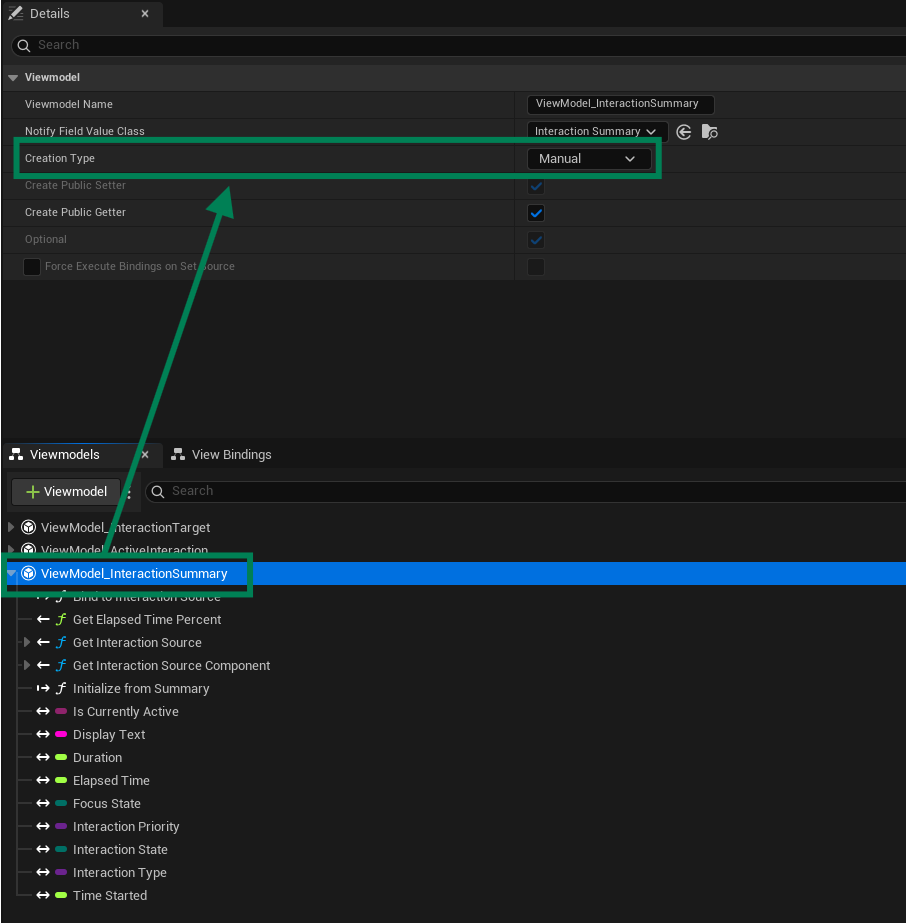 Details
Search
Viewmodel
Viewmodel Name
ViewModel_InteractionSummary
Notify Field Value Class
Interaction Summary
Creation Type
Manual
Create Public Setter
Create Public Getter
Optional
Force Execute Bindings on Set Source
Viewmodels
View Bindings
Viewmodel
Search
ViewModel_InteractionTarget
ViewModel_ActiveInteraction
ViewModel_InteractionSummary
Bind to Interaction Source
Get Elapsed Time Percent
Get Interaction Source
Get Interaction Source Component
Initialize from Summary
Is Currently Active
Display Text
Duration
Elapsed Time
Focus State
Interaction Priority
Interaction State
Interaction Type
Time Started